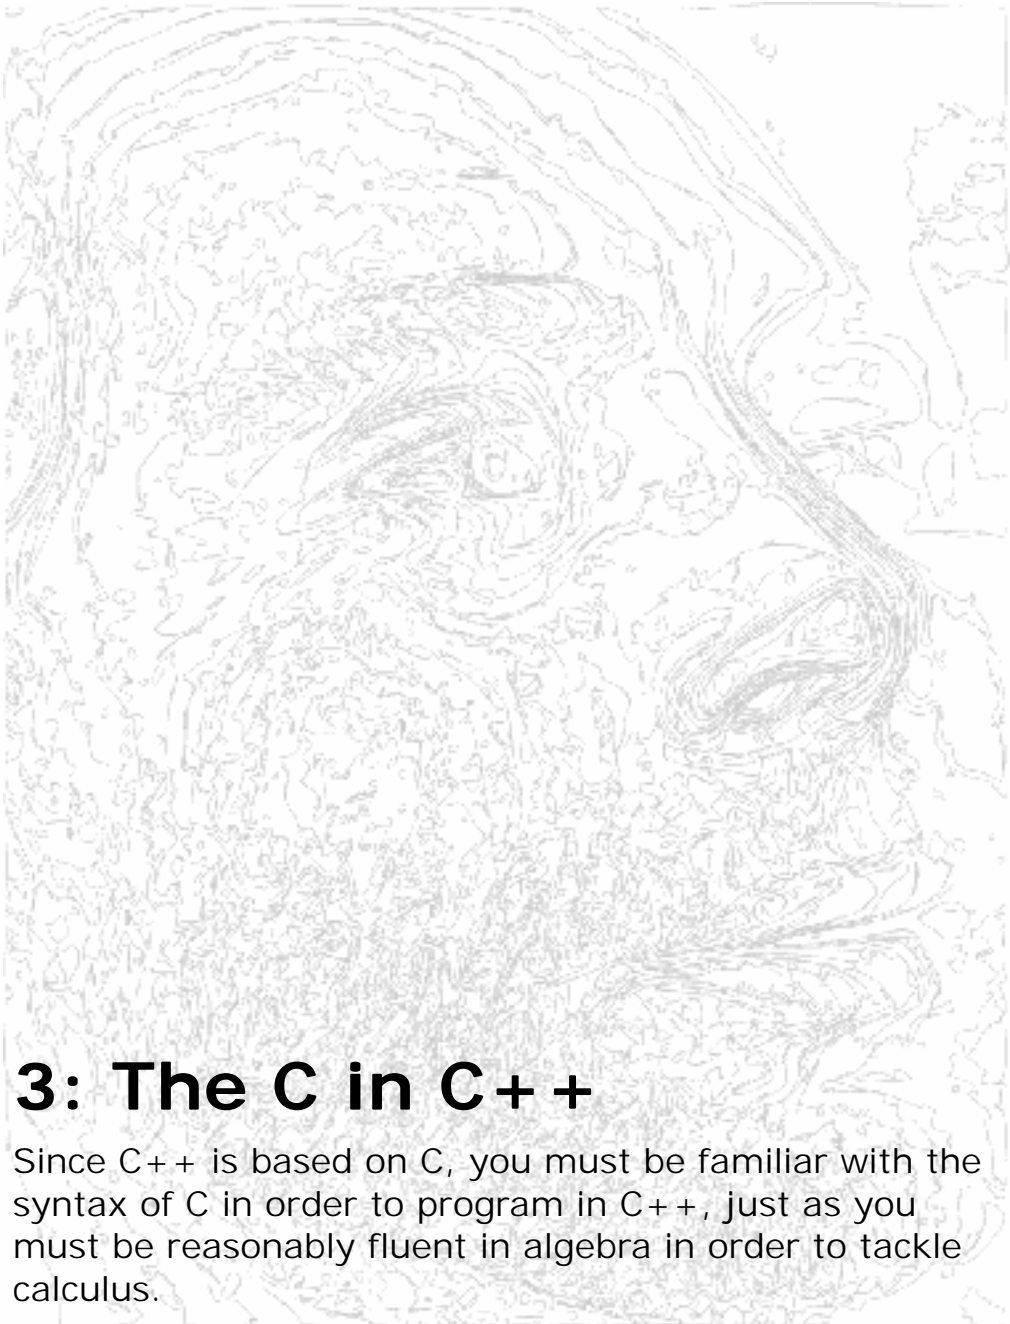 3: The C in C++
Since C++ is based on C, you must be familiar with the
syntax of C in order to program in C++, just as you
must be reasonably fluent in algebra in order to tackle
calculus.